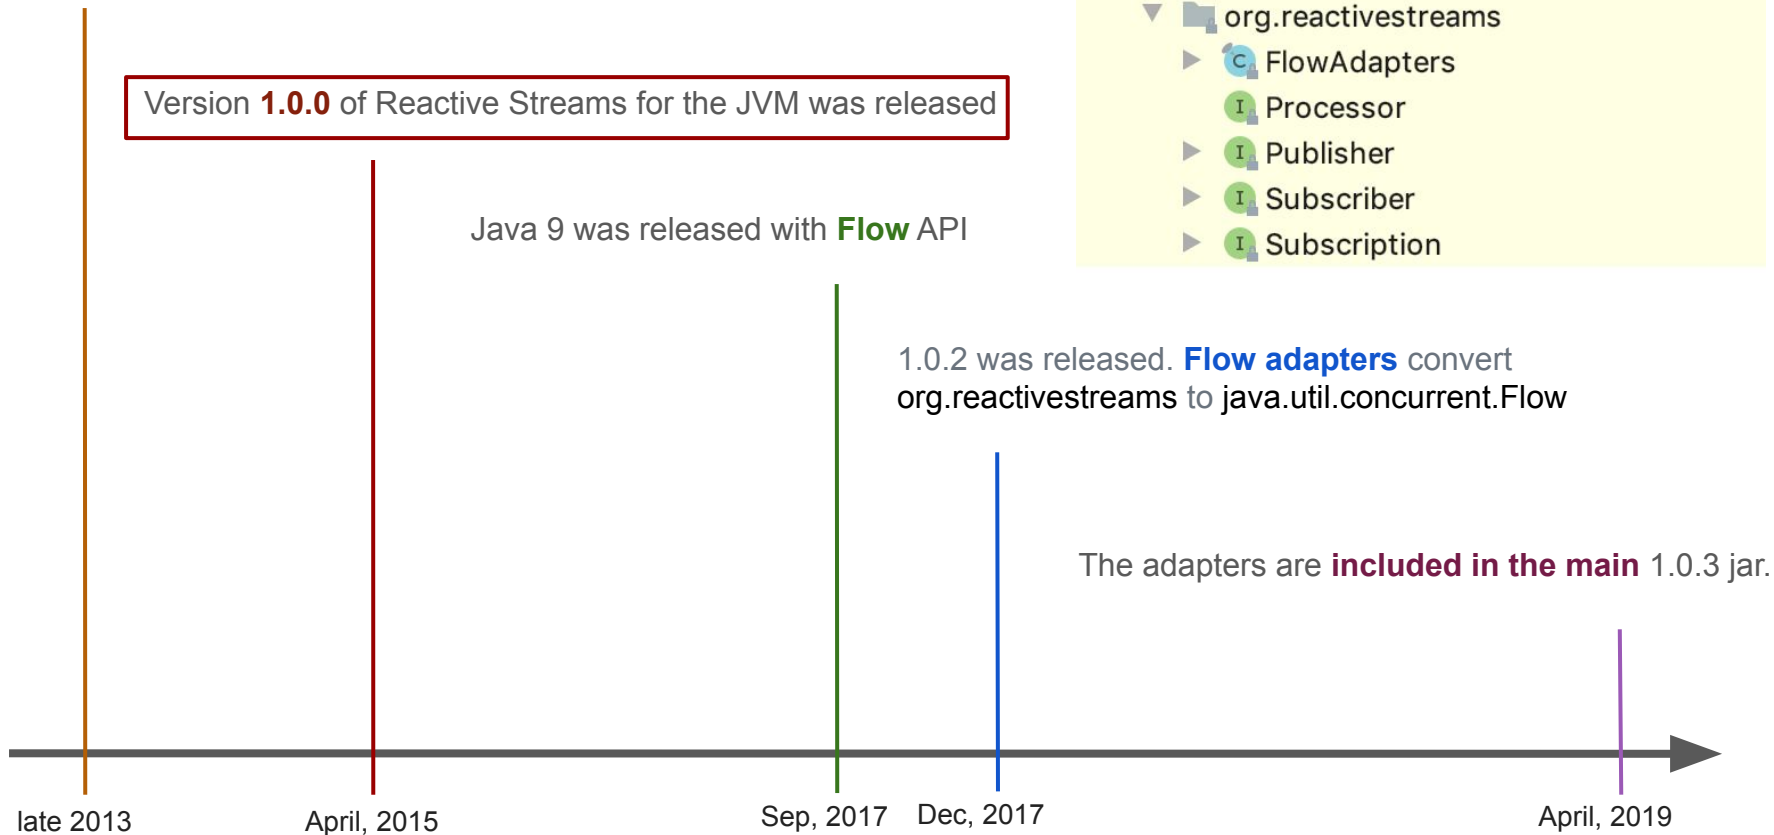 org.reactivestreams
FlowAdapters
Processor
Publisher
Subscriber
Subscription
Version 1.0.0 of Reactive Streams for the JVM was released
Java 9 was released with Flow API
1.0.2 was released. Flow adapters convert
org.reactivestreams to java.util.concurrent.Flow
The adapters are included in the main 1.0.3 jar.
late 2013
April, 2015
Sep, 2017
Dec, 2017
April, 2019